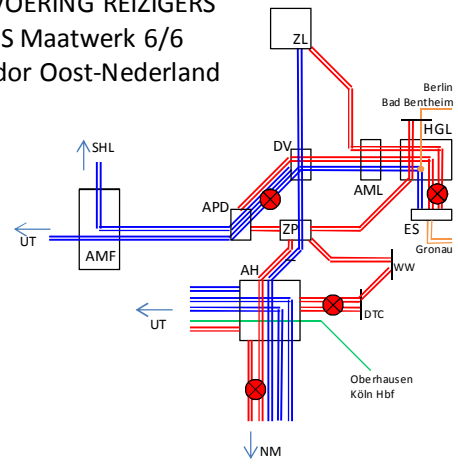 VOERING REIZIGERS
S Maatwerk 6/6
dor Oost-Nederland
ZL
Berlin
Bad Bentheim
HGL
SHL
DV
AML
APD
ES
UT
AMF
ZP
Gronau
AH
WW
UT
DTC
Oberhausen
Köln Hbf
NM